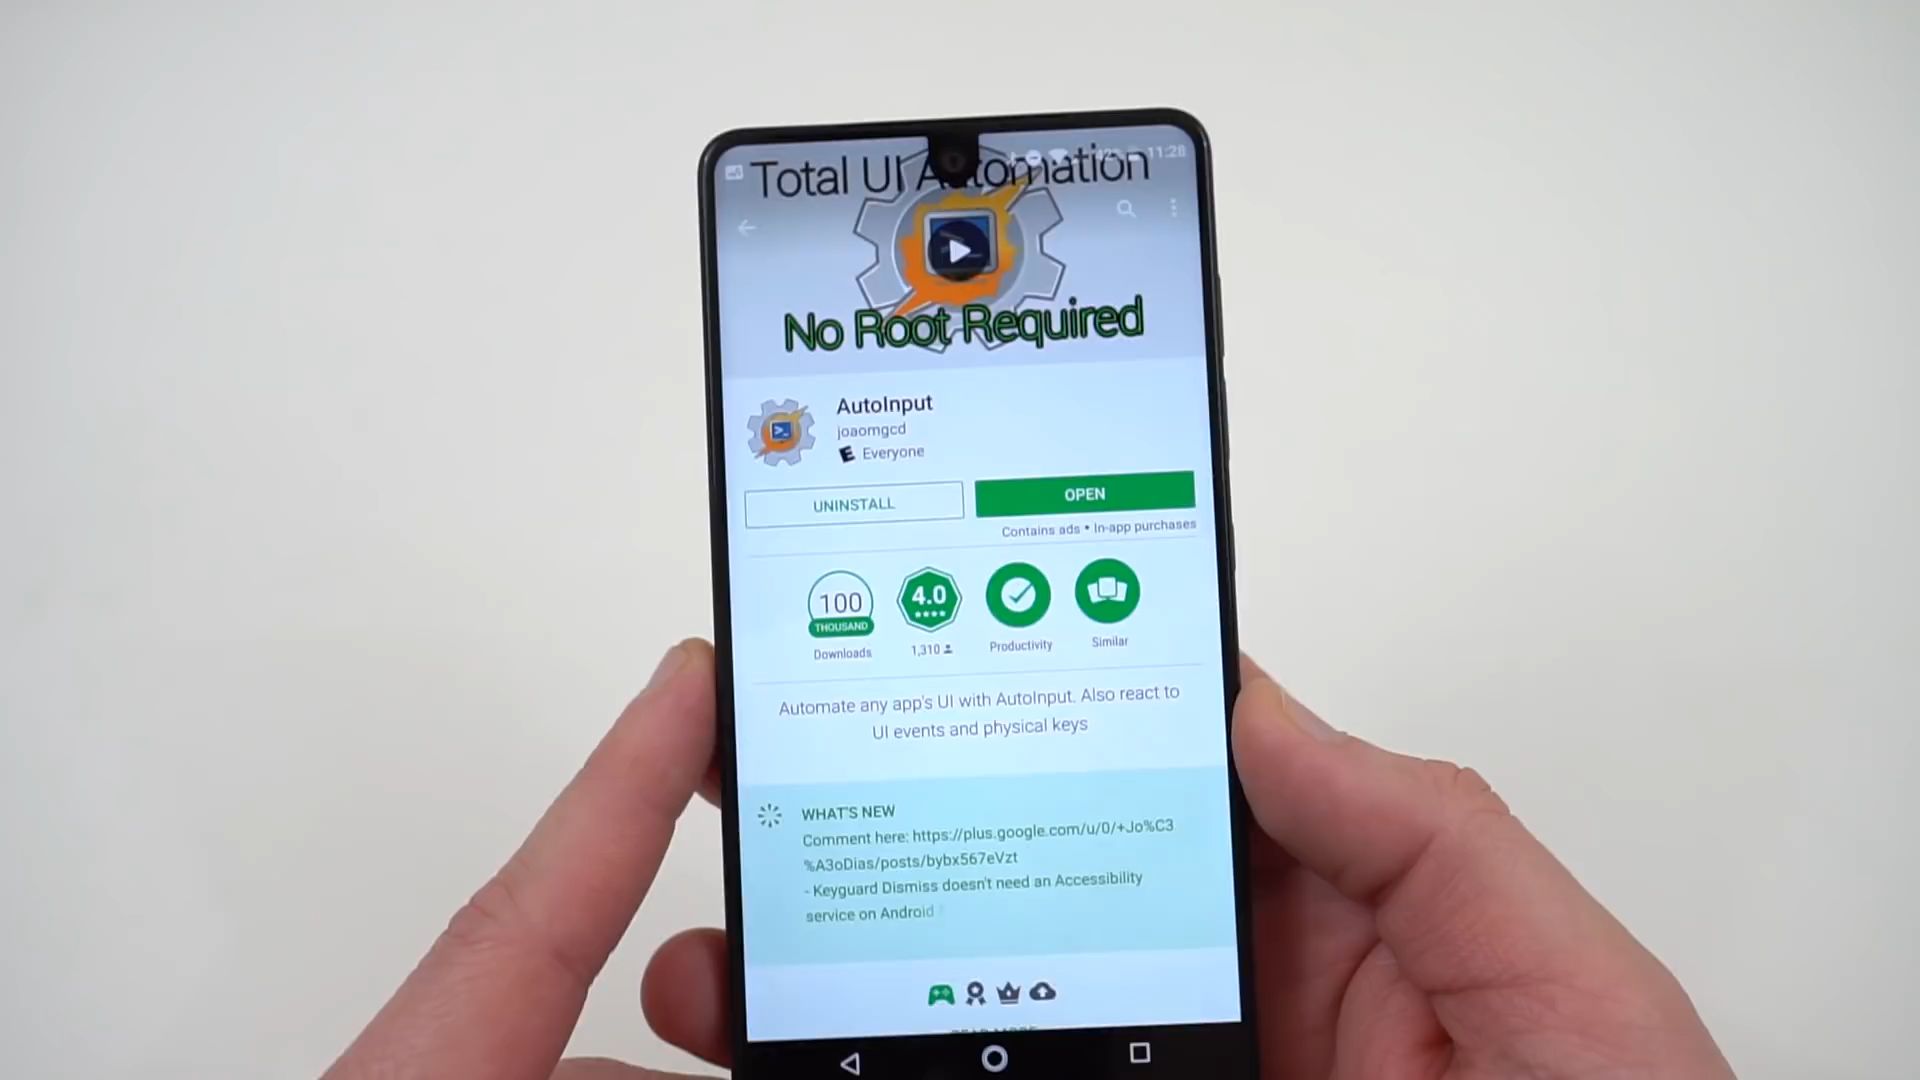 11:28
Total UI Automation
No Root Required
AutoInput
joaomgcd
E Everyone
UNINSTALL
OPEN
Contains ads • In-app purchases
100
THOUSAND
Downloads
4.0
1,310
Productivity
Similar
Automate any app's UI with AutoInput. Also react to
UI events and physical keys
WHAT'S NEW
Comment here: https://plus.google.com/u/0/+Jo%C3
%A3oDias/posts/bybx567eVzt
- Keyguard Dismiss doesn't need an Accessibility
service on Android